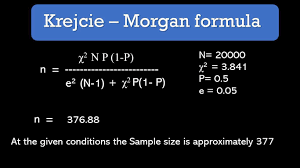 Krejcie – Morgan formula
χ² N P (1-P)
n = -------------------------
e² (N-1) + χ² P(1- P)
N= 20000
χ² = 3.841
P= 0.5
e = 0.05
n = 376.88
At the given conditions the Sample size is approximately 377